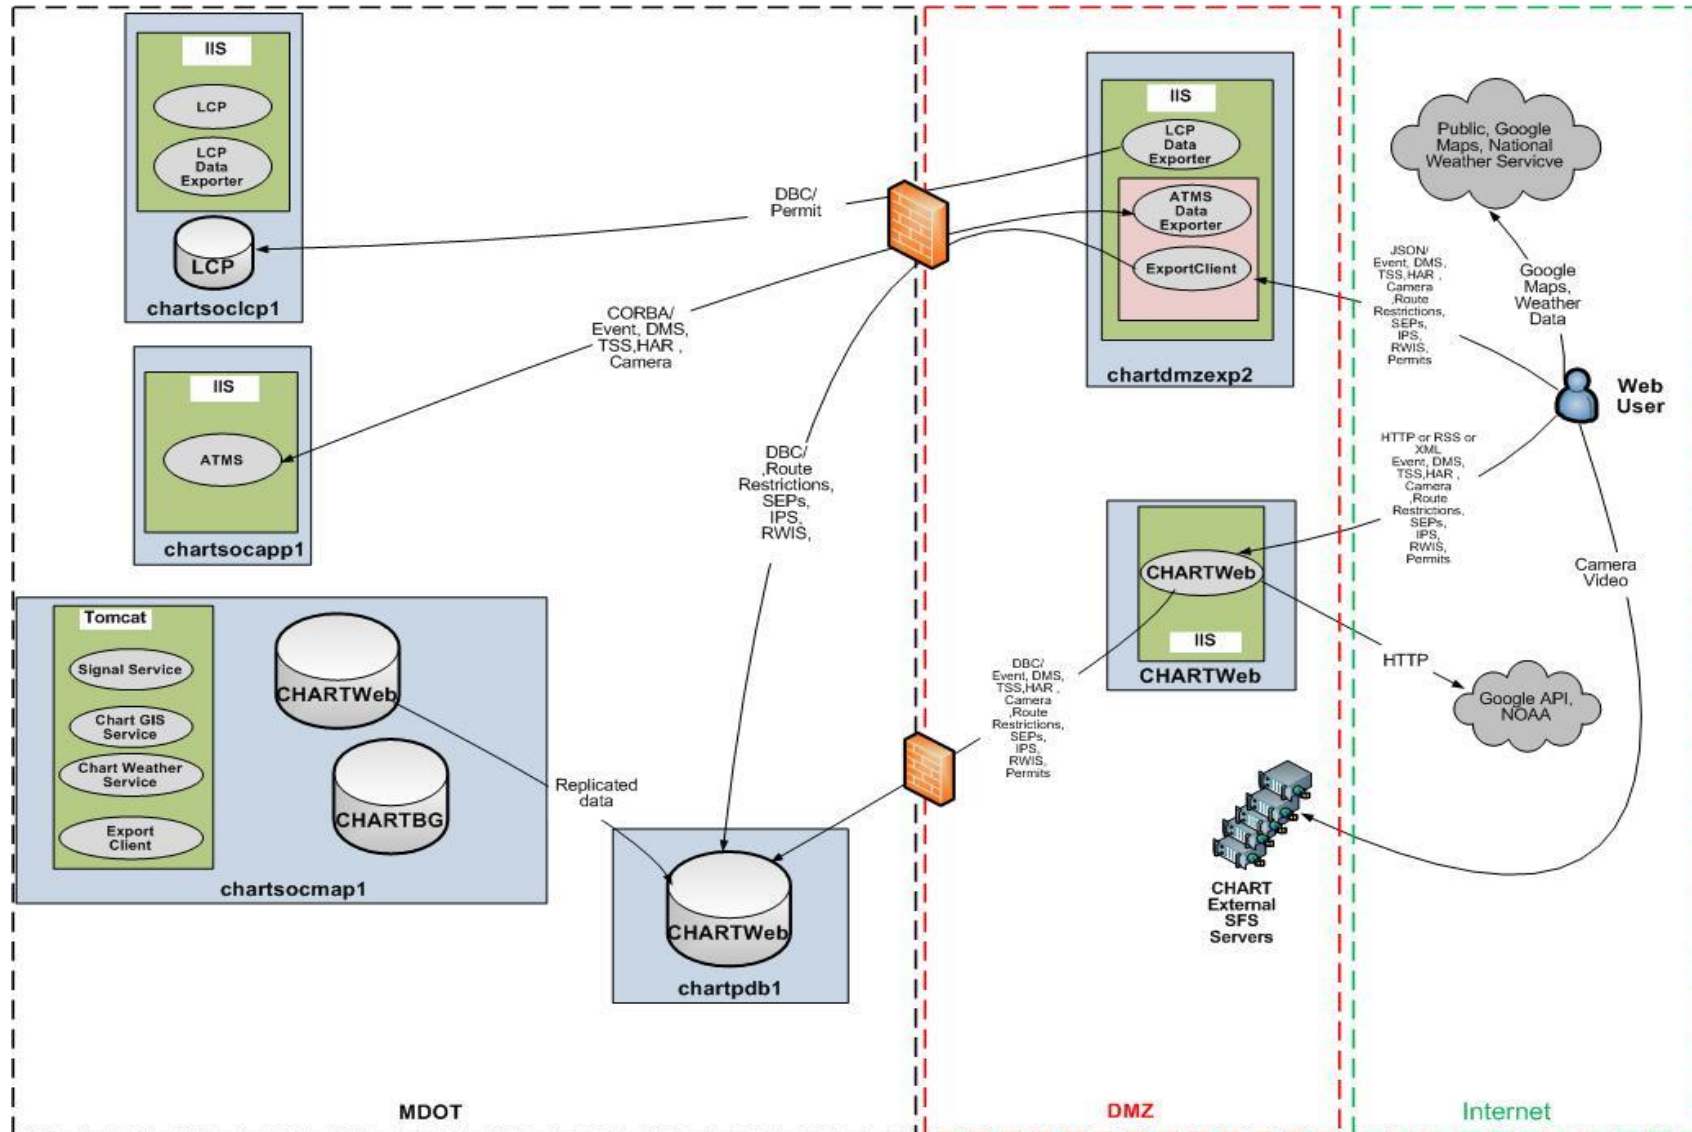 IIS
LCP
LCP
Data
Exporter
LCP
chartsoclcp1
IIS
ATMS
chartsocapp1
Tomcat
Signal Service
Chart GIS
Service
Chart Weather
Service
Export
Client
CHARTWeb
CHARTBG
chartsocmap1
Replicated
data
CHARTWeb
chartpdb1
DBC/
Permit
CORBA/
Event, DMS,
TSS,HAR ,
Camera
DBC/
,Route
Restrictions,
SEPs,
IPS,
RWIS,
MDOT
IIS
LCP
Data
Exporter
ATMS
Data
Exporter
ExportClient
chartdmzexp2
CHARTWeb
IIS
CHARTWeb
DBC/
Event, DMS,
TSS,HAR ,
Camera
,Route
Restrictions,
SEPs,
IPS,
RWIS,
Permits
CHART
External
SFS
Servers
DMZ
Public, Google
Maps, National
Weather Servicve
JSON/
Event, DMS,
TSS,HAR ,
Camera
,Route
Restrictions,
SEPs,
IPS,
RWIS,
Permits
Google
Maps,
Weather
Data
Web
User
HTTP or RSS or
XML
Event, DMS,
TSS,HAR ,
Camera
,Route
Restrictions,
SEPs,
IPS,
RWIS,
Permits
Camera
Video
HTTP
Google API,
NOAA
Internet